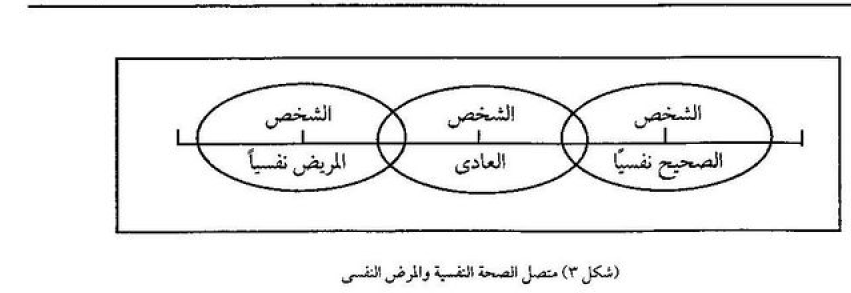 الشخص
الصحيح نفسيًا
الشخص
العادى
الشخص
المريض نفسياً
(شكل ٣) متصل الصحة النفسية والمرض النفسى